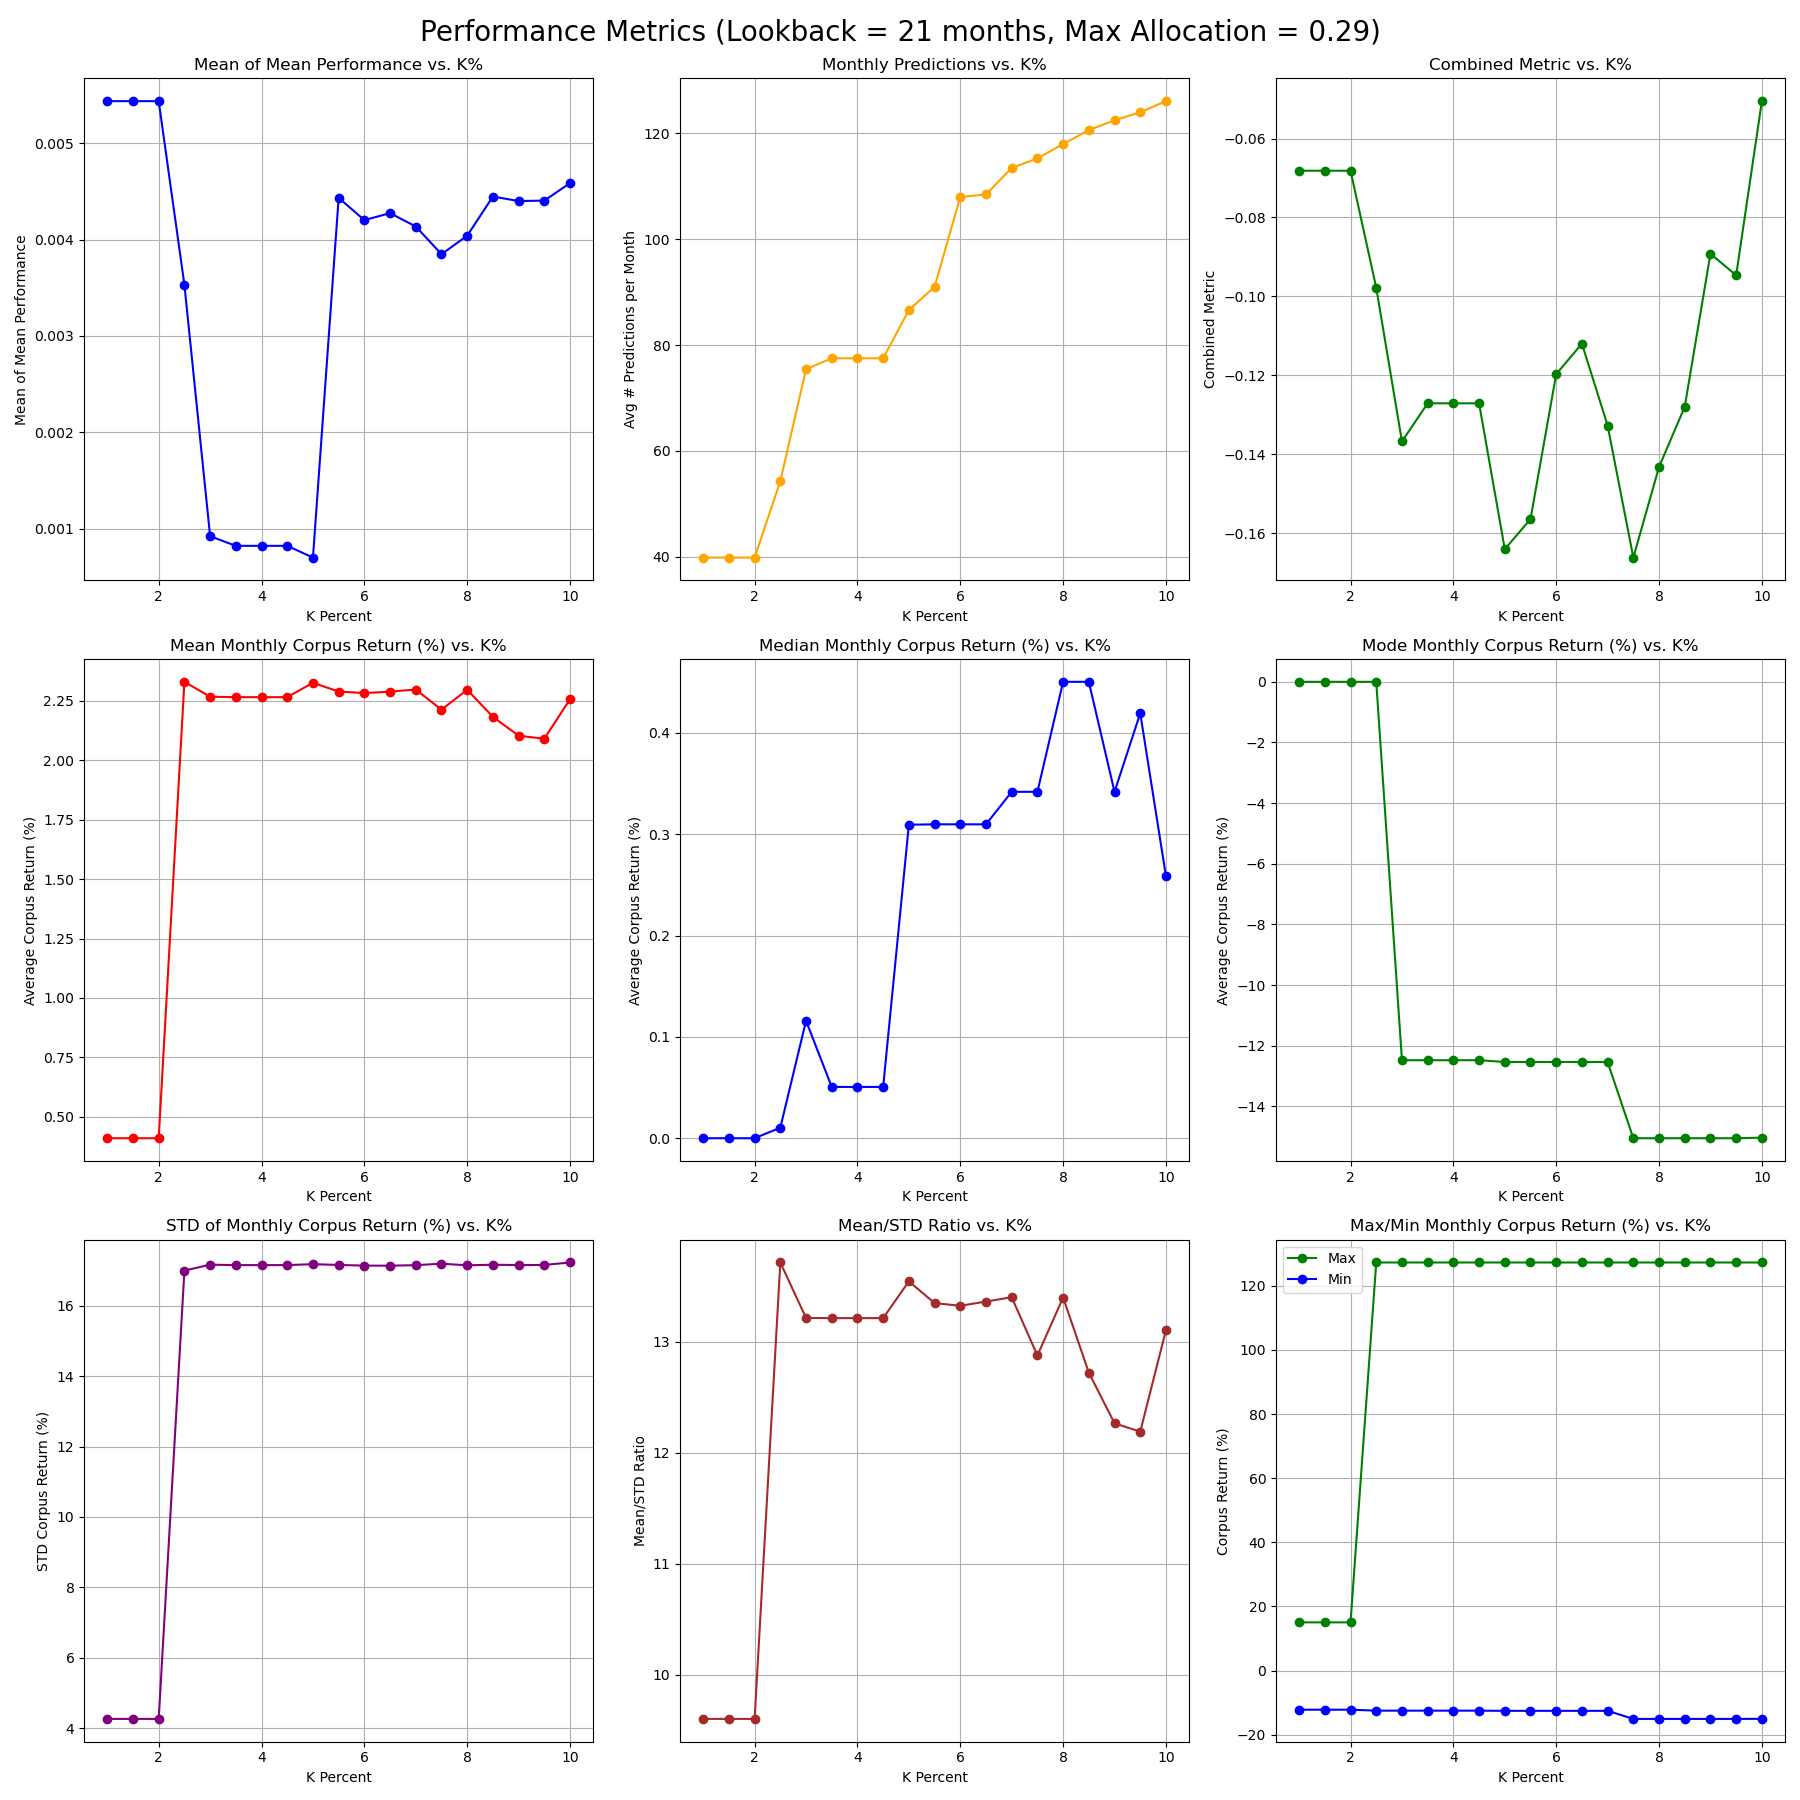 Performance Metrics (Lookback = 21 months, Max Allocation = 0.29)
Mean of Mean Performance vs. K%
Mean of Mean Performance
0.005
0.004
0.003
0.002
0.001
2 4 6 8 10
K Percent
Monthly Predictions vs. K%
Avg # Predictions per Month
120
100
80
60
40
2 4 6 8 10
K Percent
Combined Metric vs. K%
Combined Metric
−0.06
−0.08
−0.10
−0.12
−0.14
−0.16
2 4 6 8 10
K Percent
Mean Monthly Corpus Return (%) vs. K%
Average Corpus Return (%)
2.25
2.00
1.75
1.50
1.25
1.00
0.75
0.50
2 4 6 8 10
K Percent
Median Monthly Corpus Return (%) vs. K%
Average Corpus Return (%)
0.4
0.3
0.2
0.1
0.0
2 4 6 8 10
K Percent
Mode Monthly Corpus Return (%) vs. K%
Average Corpus Return (%)
0
−2
−4
−6
−8
−10
−12
−14
2 4 6 8 10
K Percent
STD of Monthly Corpus Return (%) vs. K%
STD Corpus Return (%)
16
14
12
10
8
6
4
2 4 6 8 10
K Percent
Mean/STD Ratio vs. K%
Mean/STD Ratio
13
12
11
10
2 4 6 8 10
K Percent
Max/Min Monthly Corpus Return (%) vs. K%
Max
Min
Corpus Return (%)
120
100
80
60
40
20
0
−20
2 4 6 8 10
K Percent